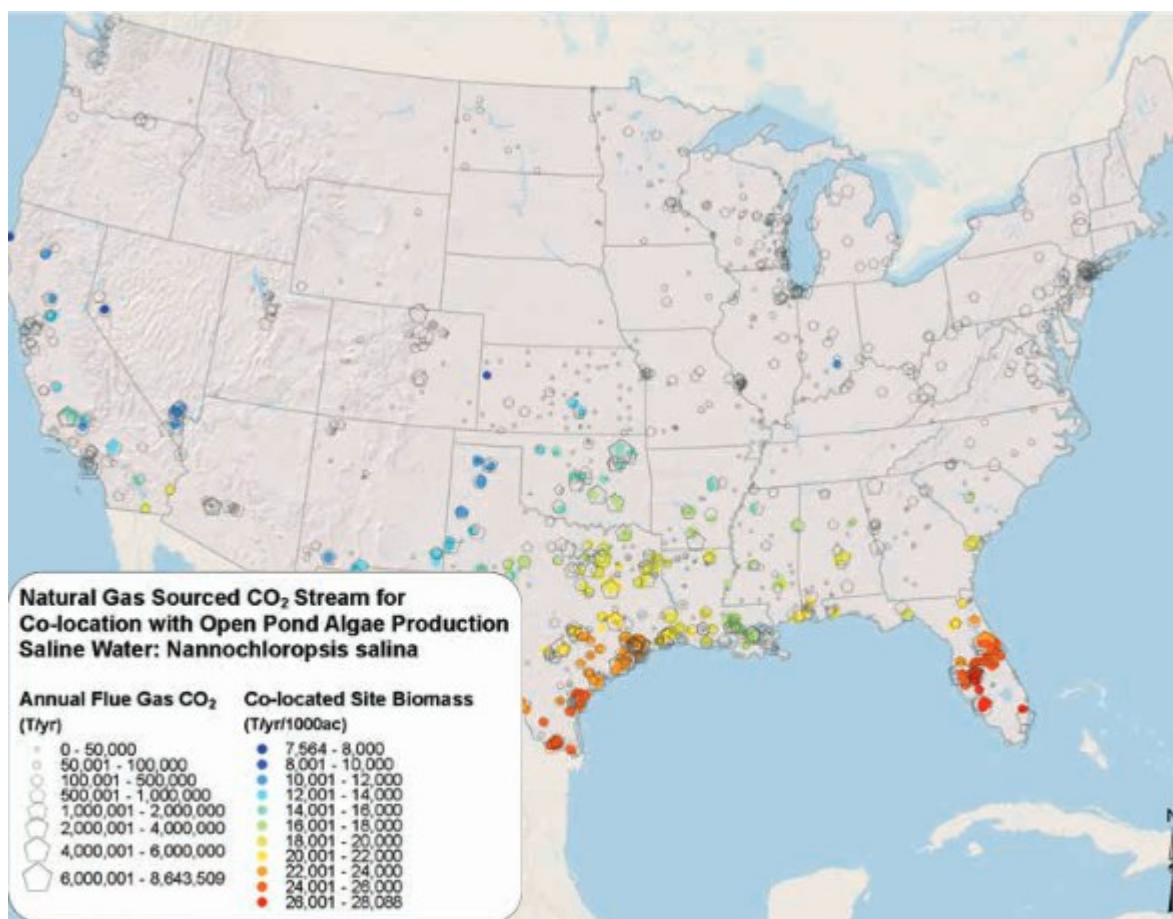 Natural Gas Sourced CO₂ Stream for
Co-location with Open Pond Algae Production
Saline Water: Nannochloropsis salina
Annual Flue Gas CO₂
(T/yr)
0 - 50,000
50,001 - 100,000
100,001 - 500,000
500,001 - 1,000,000
1,000,001 - 2,000,000
2,000,001 - 4,000,000
4,000,001 - 6,000,000
6,000,001 - 8,643,509
Co-located Site Biomass
(T/yr/1000ac)
7,564 - 8,000
8,001 - 10,000
10,001 - 12,000
12,001 - 14,000
14,001 - 16,000
16,001 - 18,000
18,001 - 20,000
20,001 - 22,000
22,001 - 24,000
24,001 - 26,000
26,001 - 28,088
N